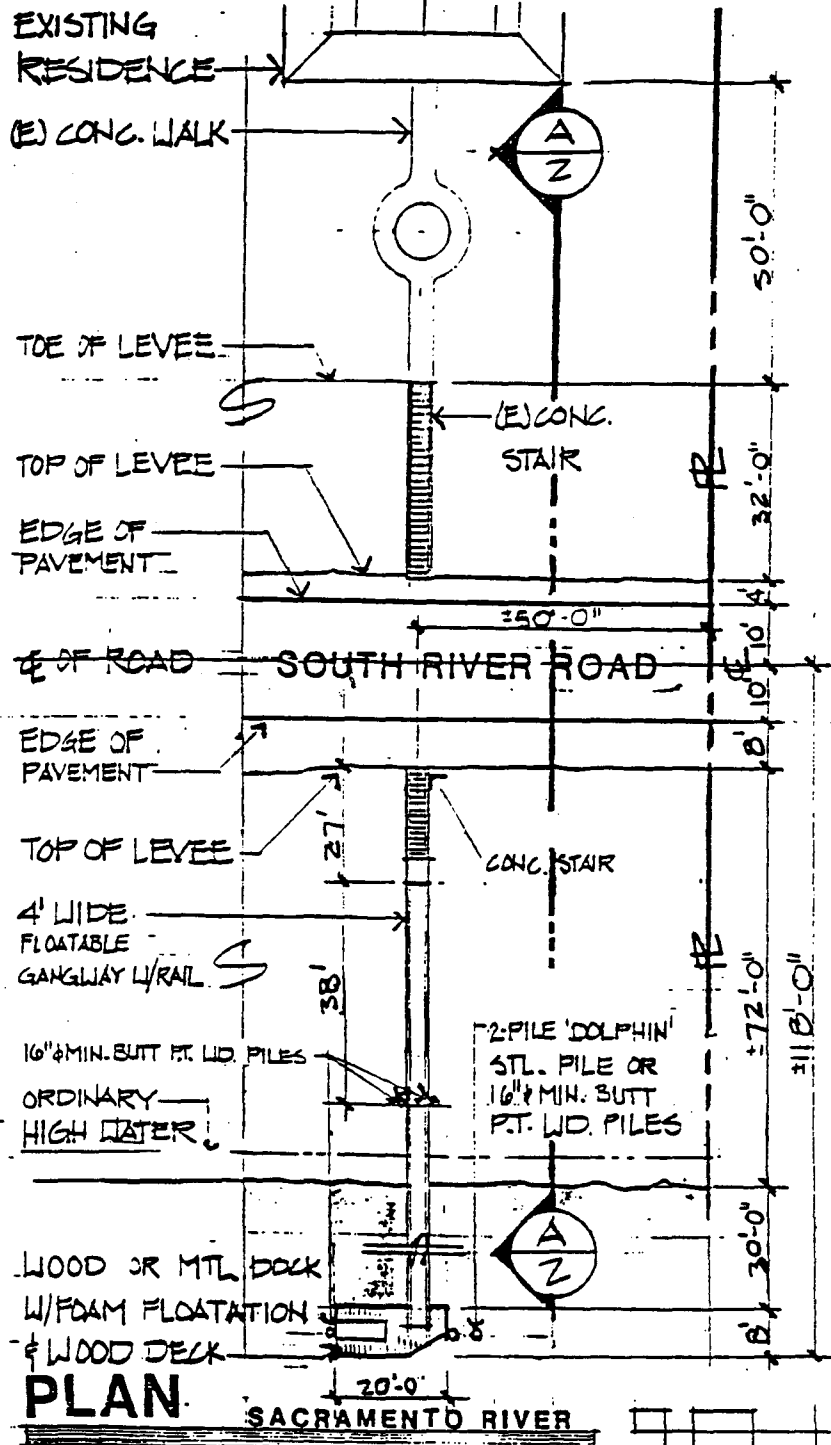 EXISTING
RESIDENCE
(E) CONC. WALK
A
2
50'-0"
TOE OF LEVEE
(E) CONC.
STAIR
TOP OF LEVEE
32'-0"
EDGE OF
PAVEMENT
4'
±50'-0"
10'
℄ OF ROAD
SOUTH RIVER ROAD
℄
10'
EDGE OF
PAVEMENT
8'
TOP OF LEVEE
27'
CONC. STAIR
4' WIDE
FLOATABLE
GANGWAY W/RAIL
38'
±72'-0"
±118'-0"
16"ϕ MIN. BUTT P.T. WD. PILES
2-PILE 'DOLPHIN'
STL. PILE OR
16"ϕ MIN. BUTT
P.T. WD. PILES
ORDINARY
HIGH WATER
A
2
30'-0"
WOOD OR MTL DOCK
W/FOAM FLOATATION
& WOOD DECK
8'
20'-0"
PLAN
SACRAMENTO RIVER